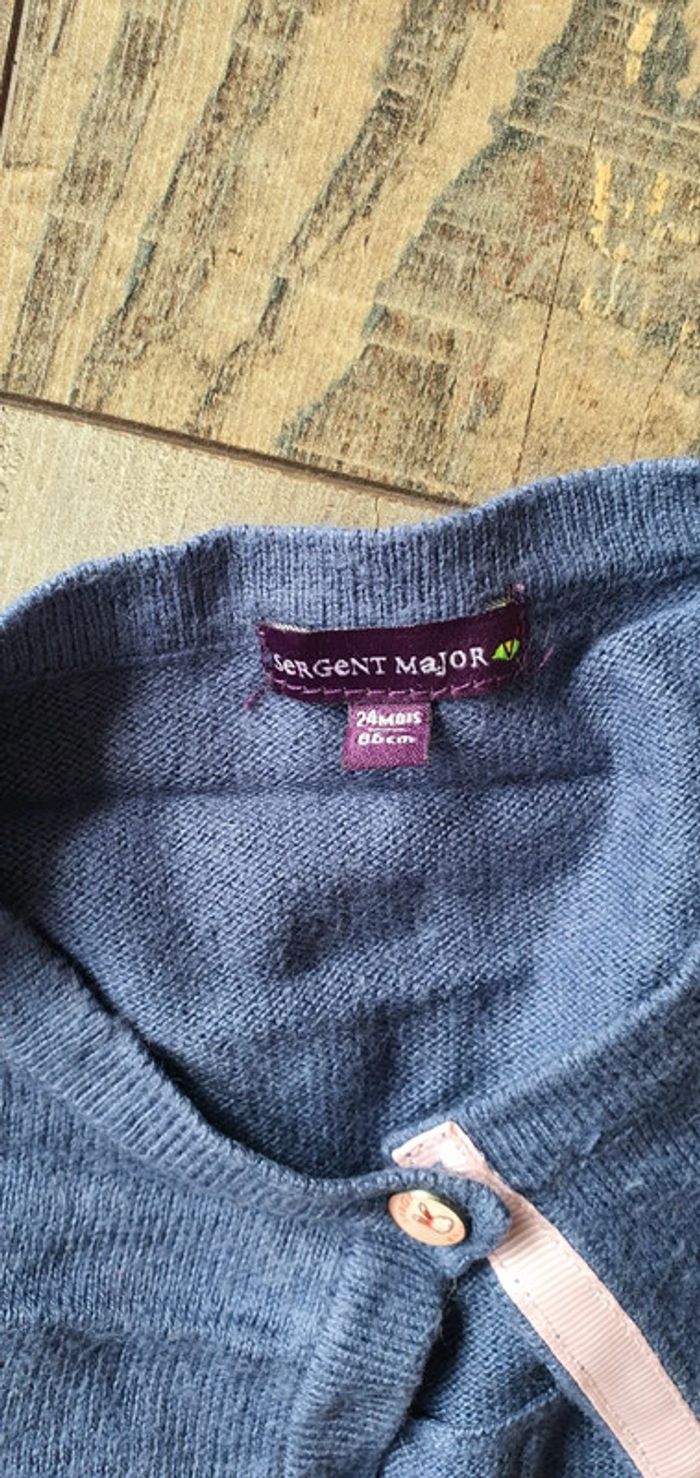 SeRGeNT MaJOR
24MOIS
86cm